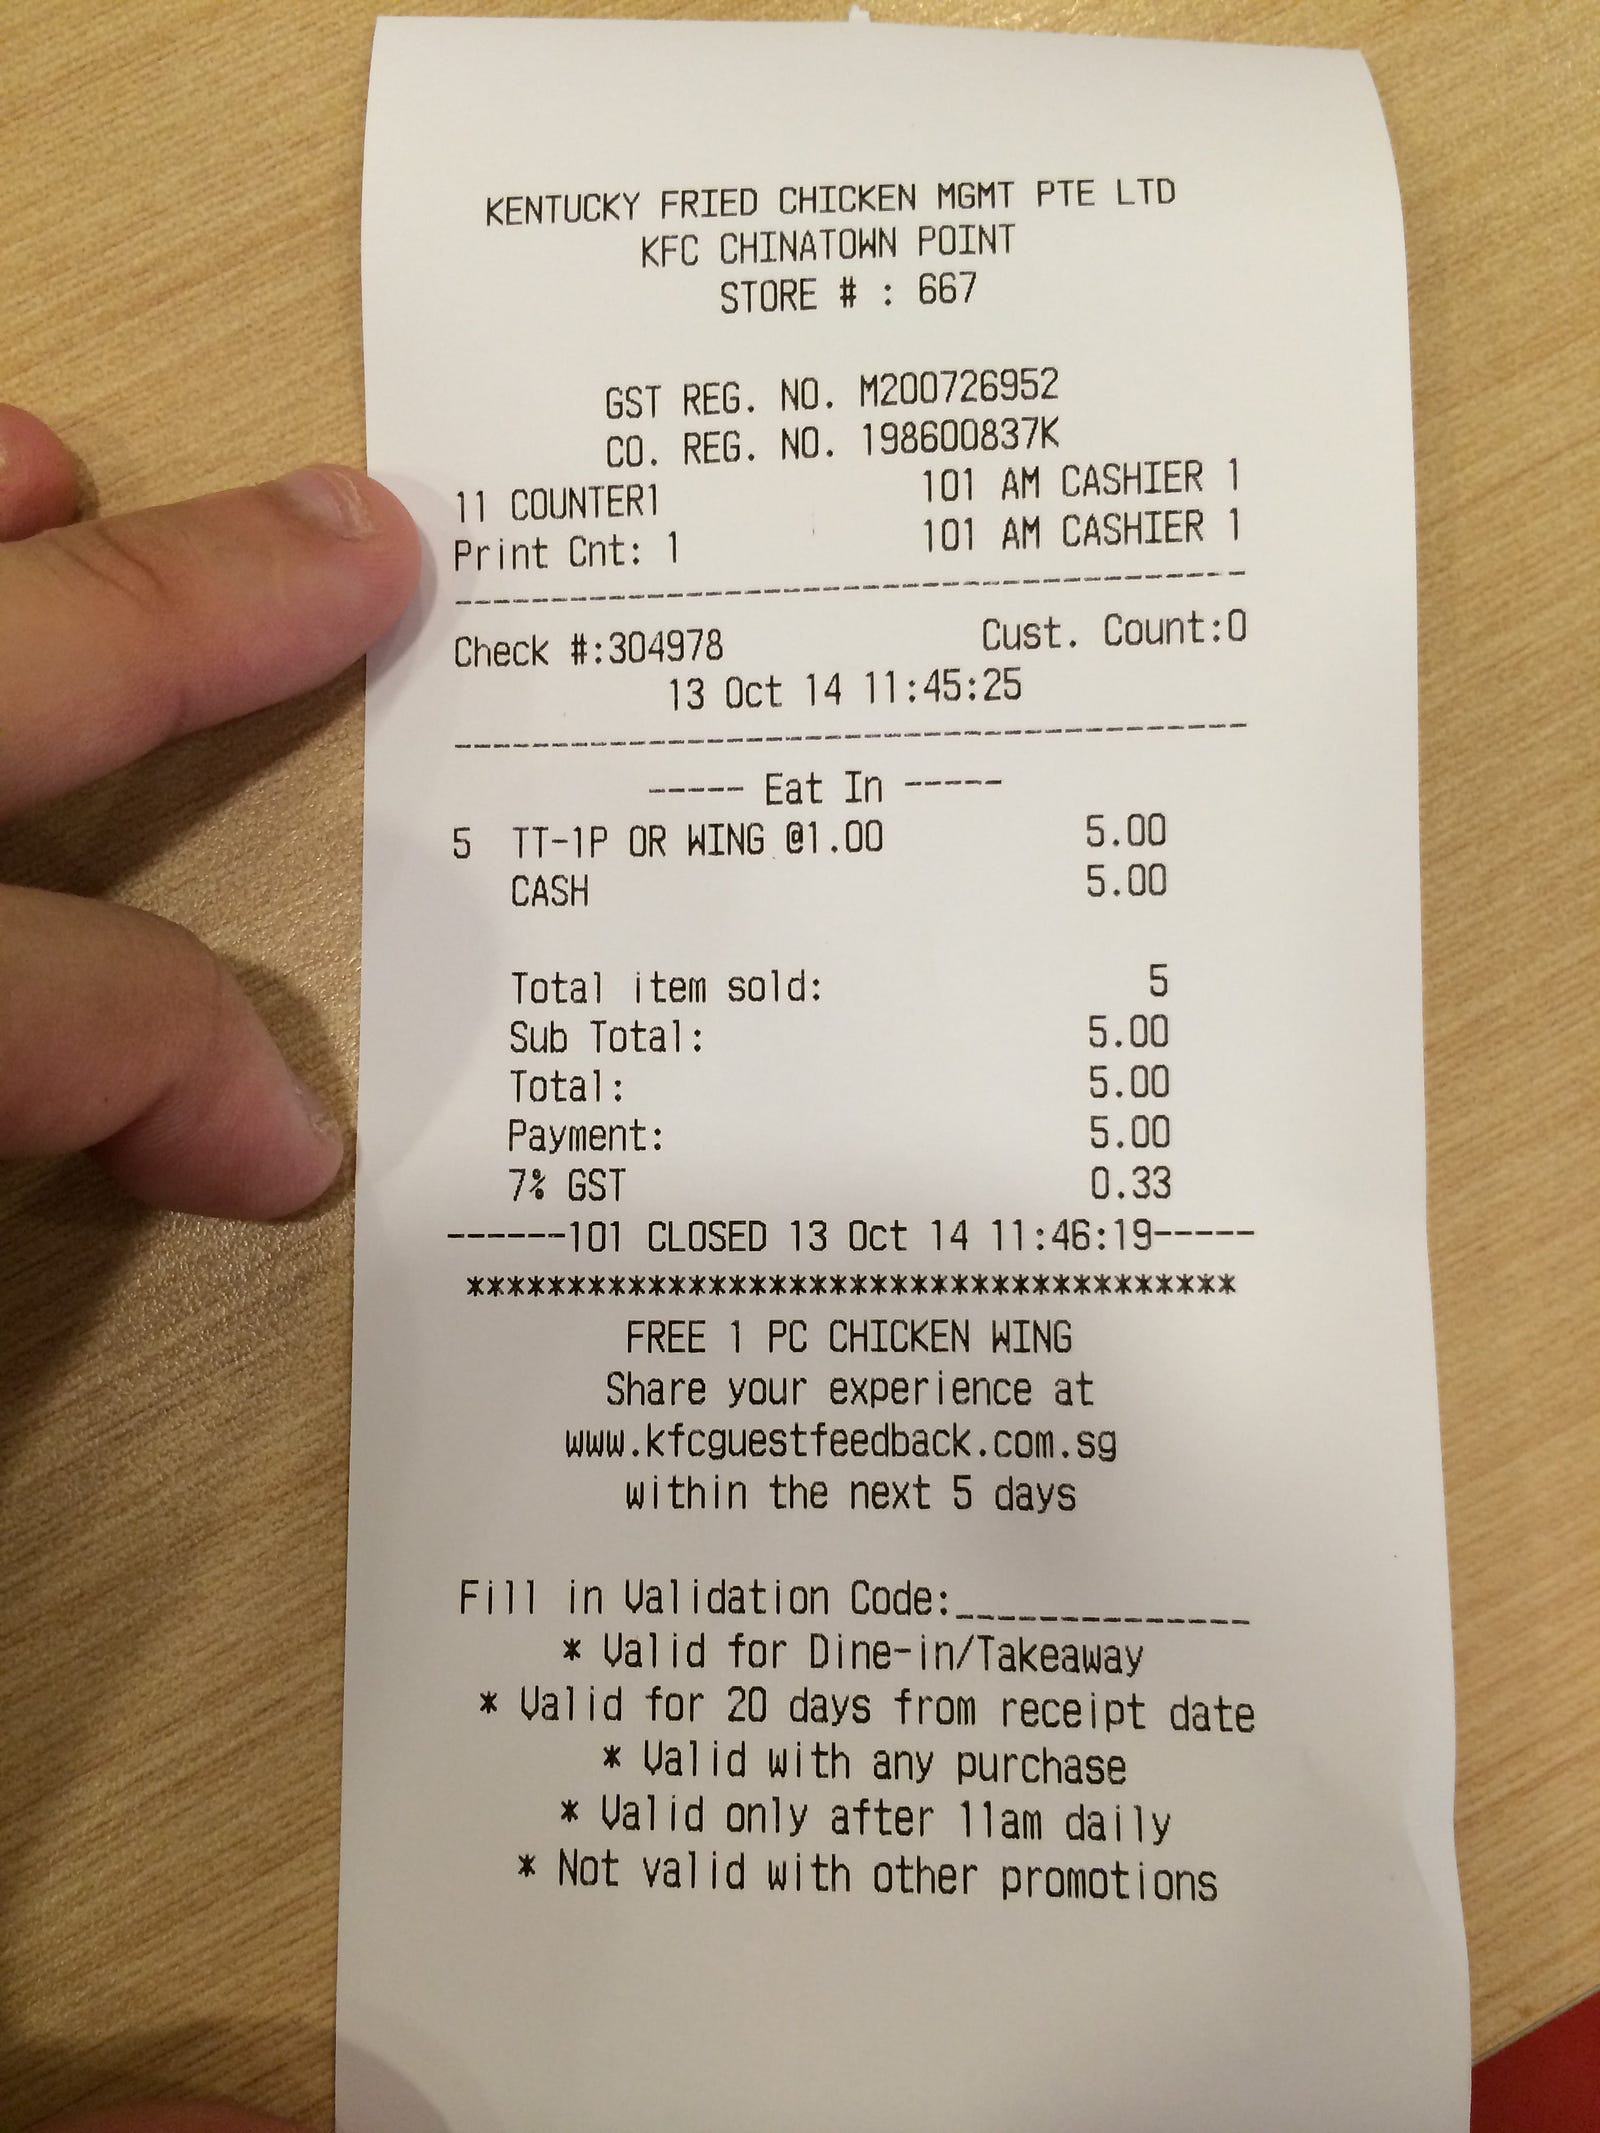 KENTUCKY FRIED CHICKEN MGMT PTE LTD
KFC CHINATOWN POINT
STORE # : 667
GST REG. NO. M200726952
CO. REG. NO. 198600837K
11 COUNTER1 101 AM CASHIER 1
Print Cnt: 1 101 AM CASHIER 1
----------------------------------------
Check #:304978 Cust. Count:0
13 Oct 14 11:45:25
----------------------------------------
----- Eat In -----
5 TT-1P OR WING @1.00 5.00
CASH 5.00
Total item sold: 5
Sub Total: 5.00
Total: 5.00
Payment: 5.00
7% GST 0.33
------101 CLOSED 13 Oct 14 11:46:19-----
**************************************
FREE 1 PC CHICKEN WING
Share your experience at
www.kfcguestfeedback.com.sg
within the next 5 days
Fill in Validation Code:_______________
* Valid for Dine-in/Takeaway
* Valid for 20 days from receipt date
* Valid with any purchase
* Valid only after 11am daily
* Not valid with other promotions